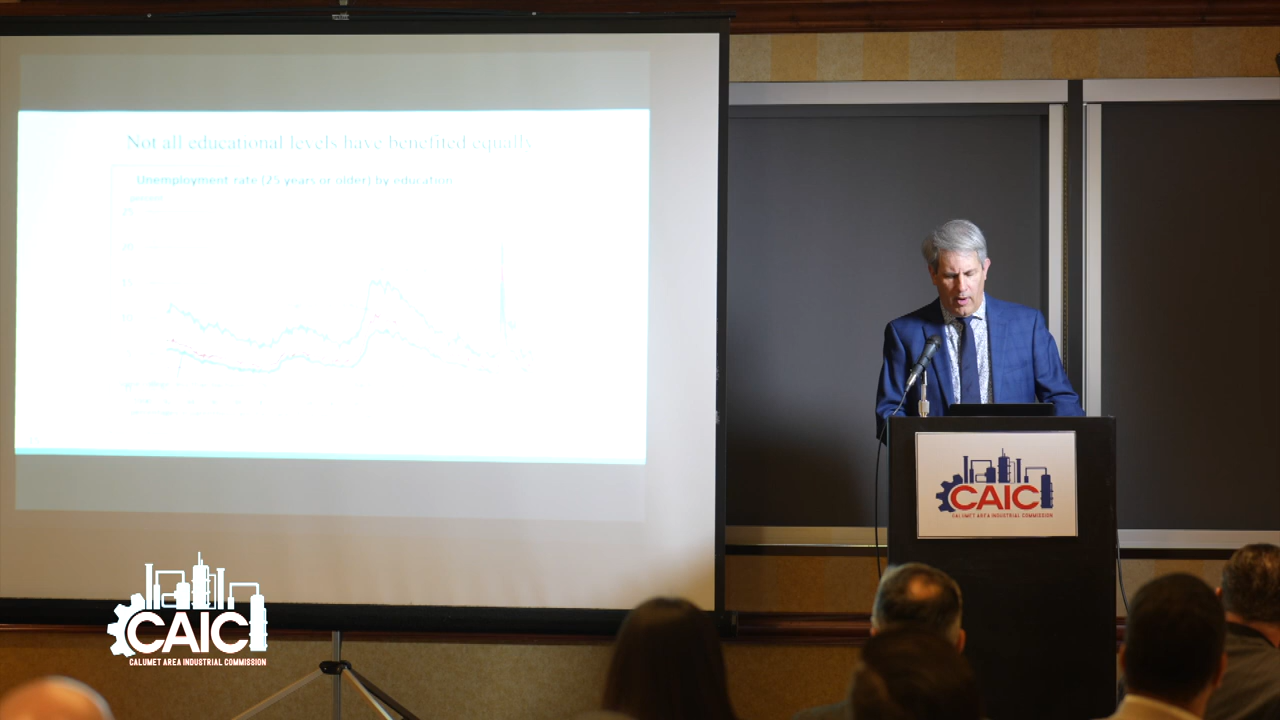 Not all educational levels have benefited equally
Unemployment rate (25 years or older) by education
CAIC
CALUMET AREA INDUSTRIAL COMMISSION
CAIC
CALUMET AREA INDUSTRIAL COMMISSION